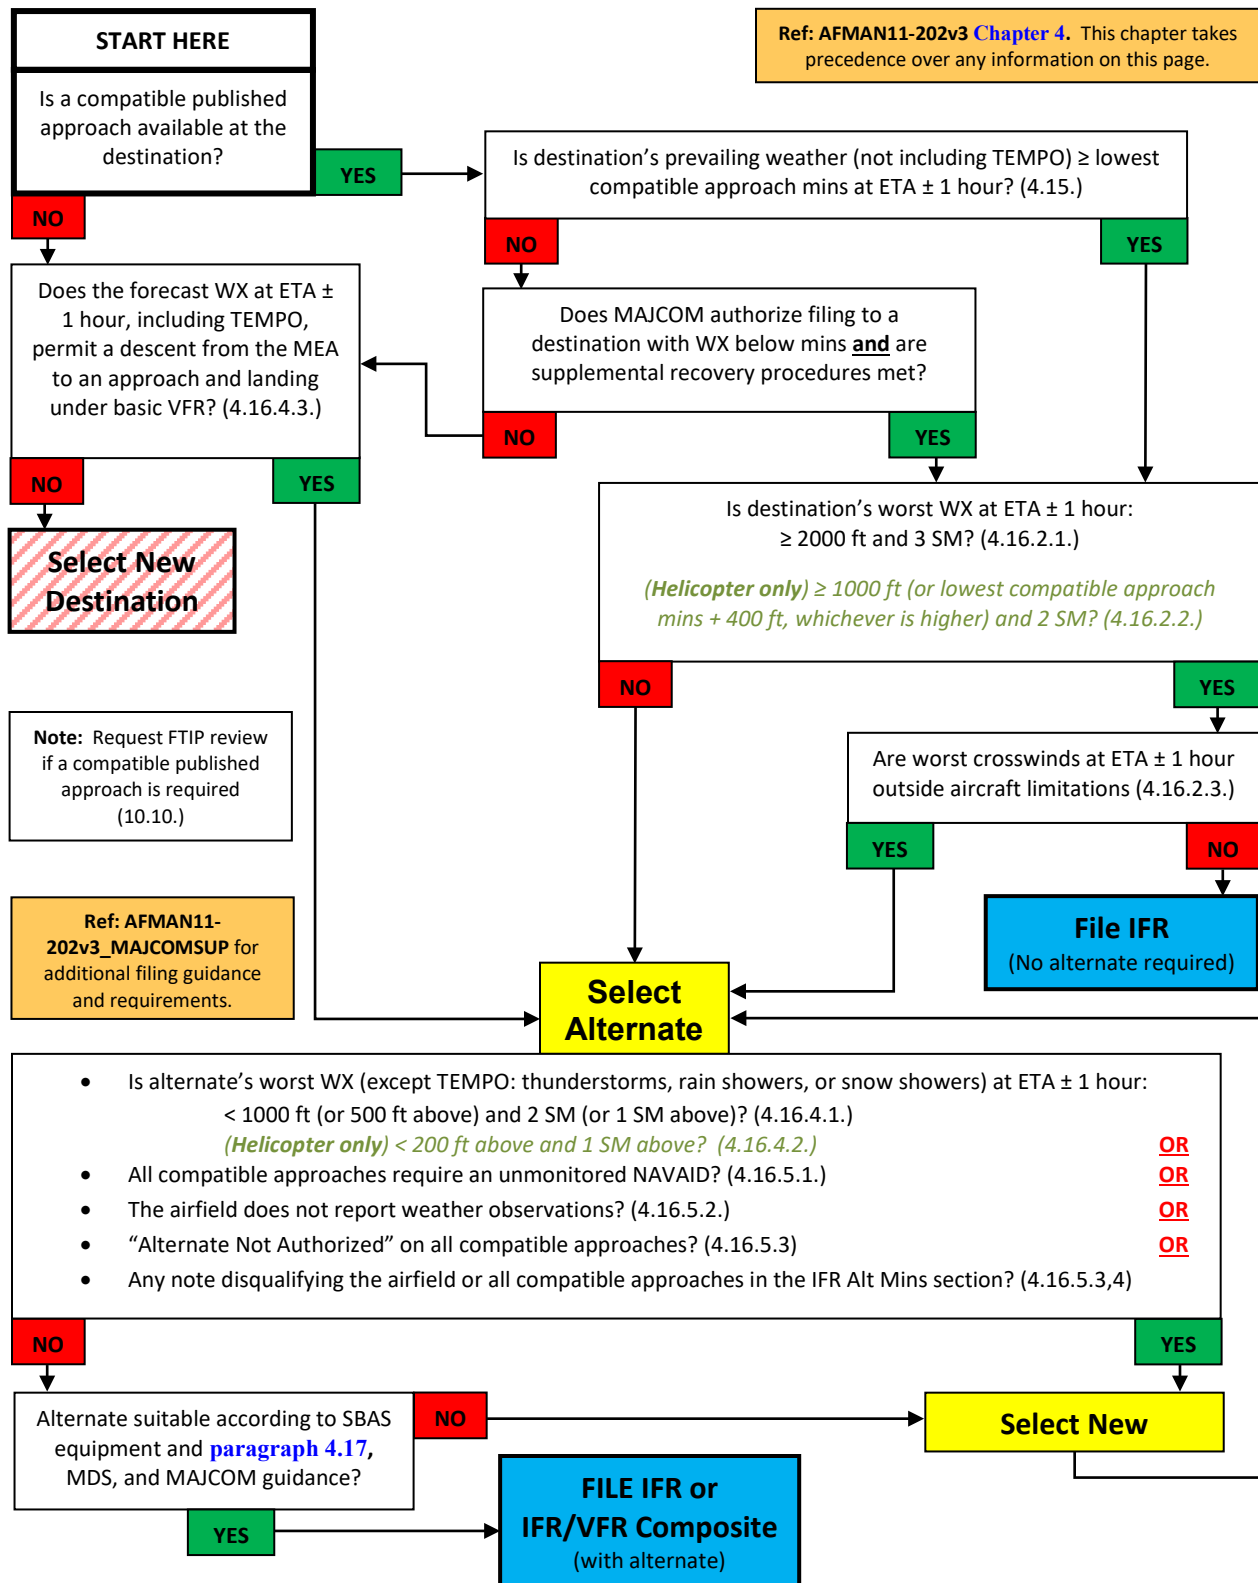 START HERE
Is a compatible published
approach available at the
destination?
YES
NO
Ref: AFMAN11-202v3 Chapter 4. This chapter takes
precedence over any information on this page.
Is destination’s prevailing weather (not including TEMPO) ≥ lowest
compatible approach mins at ETA ± 1 hour? (4.15.)
NO
YES
Does the forecast WX at ETA ±
1 hour, including TEMPO,
permit a descent from the MEA
to an approach and landing
under basic VFR? (4.16.4.3.)
NO
YES
Does MAJCOM authorize filing to a
destination with WX below mins and are
supplemental recovery procedures met?
NO
YES
Select New
Destination
Is destination’s worst WX at ETA ± 1 hour:
≥ 2000 ft and 3 SM? (4.16.2.1.)
(Helicopter only) ≥ 1000 ft (or lowest compatible approach
mins + 400 ft, whichever is higher) and 2 SM? (4.16.2.2.)
NO
YES
Note: Request FTIP review
if a compatible published
approach is required
(10.10.)
Are worst crosswinds at ETA ± 1 hour
outside aircraft limitations (4.16.2.3.)
YES
NO
Ref: AFMAN11-
202v3_MAJCOMSUP for
additional filing guidance
and requirements.
File IFR
(No alternate required)
Select
Alternate
• Is alternate’s worst WX (except TEMPO: thunderstorms, rain showers, or snow showers) at ETA ± 1 hour:
< 1000 ft (or 500 ft above) and 2 SM (or 1 SM above)? (4.16.4.1.)
(Helicopter only) < 200 ft above and 1 SM above? (4.16.4.2.) OR
• All compatible approaches require an unmonitored NAVAID? (4.16.5.1.) OR
• The airfield does not report weather observations? (4.16.5.2.) OR
• “Alternate Not Authorized” on all compatible approaches? (4.16.5.3) OR
• Any note disqualifying the airfield or all compatible approaches in the IFR Alt Mins section? (4.16.5.3,4)
NO
YES
Alternate suitable according to SBAS
equipment and paragraph 4.17,
MDS, and MAJCOM guidance?
NO
YES
Select New
FILE IFR or
IFR/VFR Composite
(with alternate)